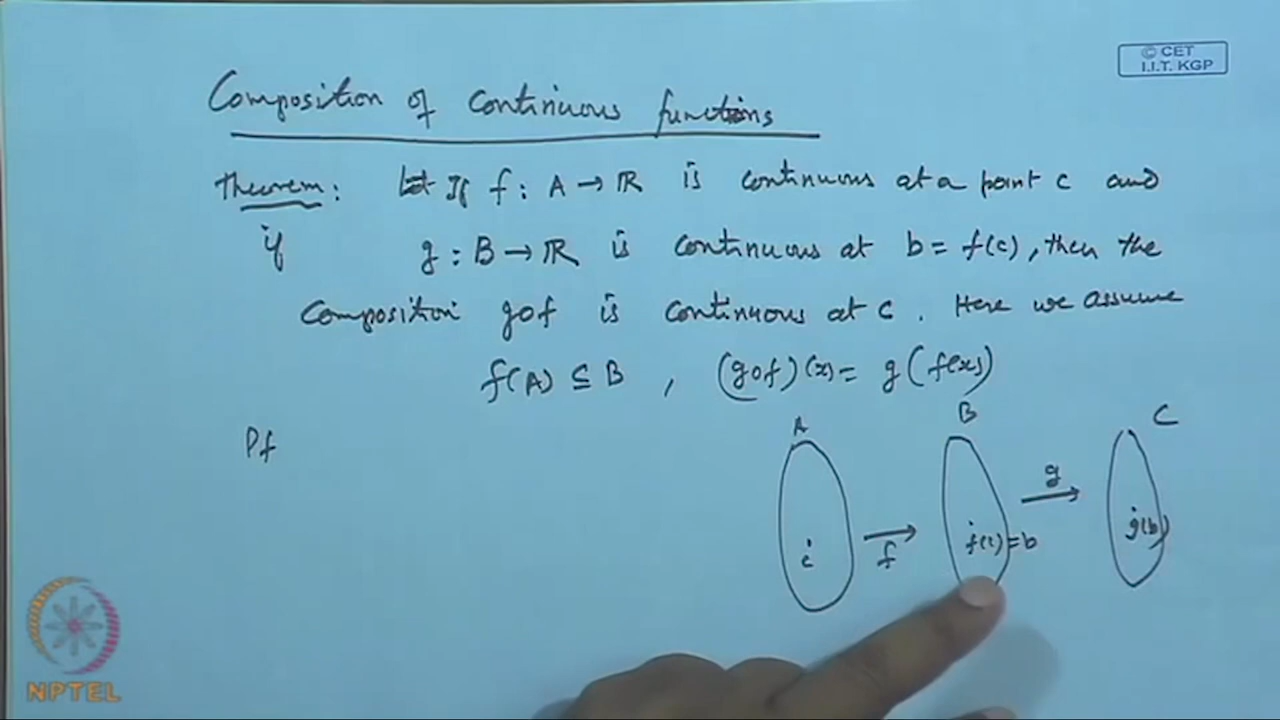 © CET
I.I.T. KGP
Composition of continuous functions
Theorem: If f : A → ℝ is continuous at a point c and
if g : B → ℝ is continuous at b = f(c), then the
Composition gof is continuous at c. Here we assume
f(A) ⊆ B , (gof)(x) = g(f(x))
Pf
A B C
f g
c f(c)=b g(b)
NPTEL